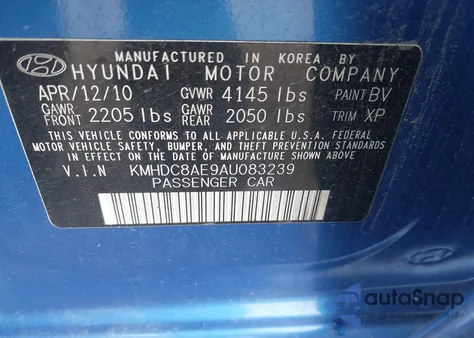 MANUFACTURED IN KOREA BY
HYUNDAI MOTOR COMPANY
APR/12/10 GVWR 4145 lbs PAINT BV
GAWR FRONT 2205 lbs GAWR REAR 2050 lbs TRIM XP
THIS VEHICLE CONFORMS TO ALL APPLICABLE U.S.A. FEDERAL
MOTOR VEHICLE SAFETY, BUMPER, AND THEFT PREVENTION
STANDARDS IN EFFECT ON THE DATE OF MANUFACTURE SHOWN ABOVE.
V.I.N KMHDC8AE9AU083239
PASSENGER CAR
autoSnap